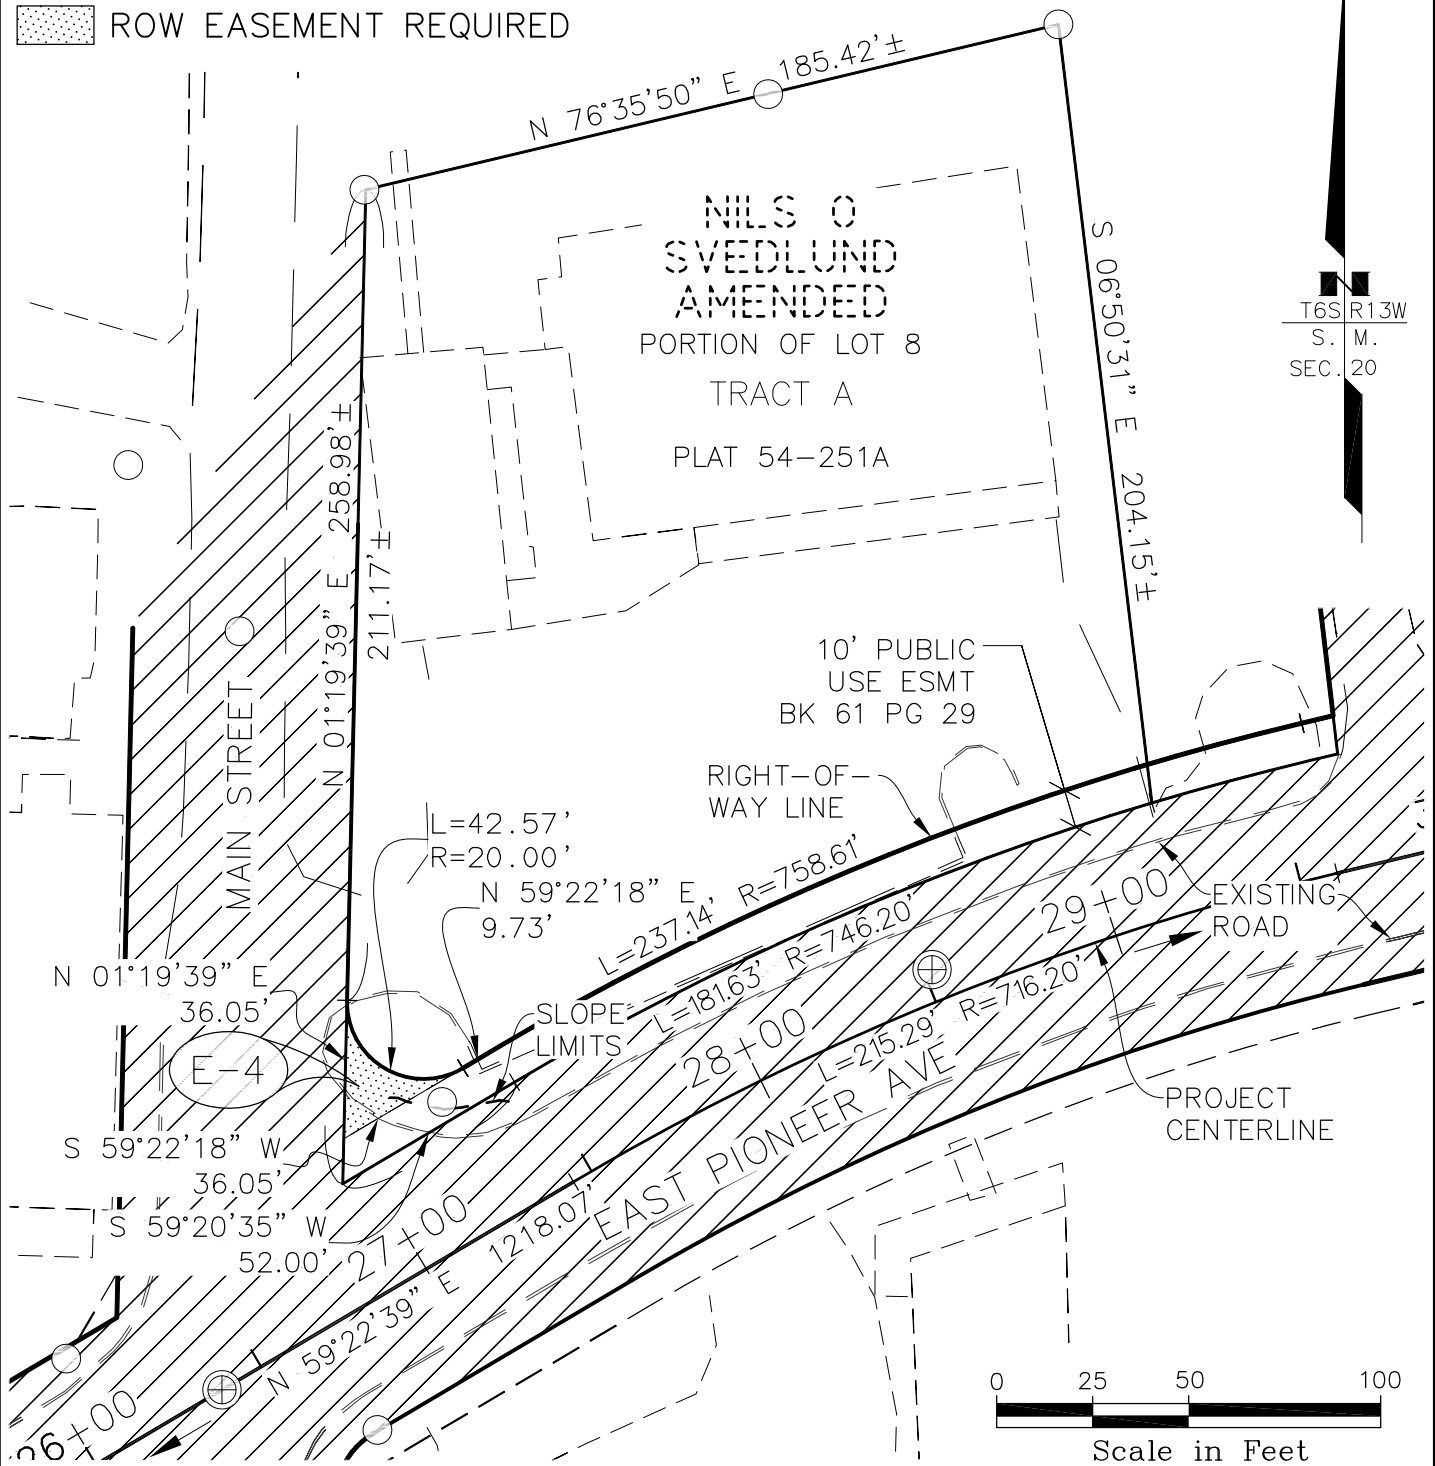 ROW EASEMENT REQUIRED
N 76°35'50" E 185.42'±
NILS O
SVEDLUND
AMENDED
PORTION OF LOT 8
TRACT A
PLAT 54-251A
S 06°50'31" E 204.15'±
N
T6S R13W
S. M.
SEC. 20
N 01°19'39" E 258.98'±
211.17'±
MAIN STREET
10' PUBLIC
USE ESMT
BK 61 PG 29
RIGHT-OF-
WAY LINE
L=42.57'
R=20.00'
N 59°22'18" E
9.73'
L=237.14' R=758.61'
L=181.63' R=746.20'
29+00
EXISTING
ROAD
N 01°19'39" E
36.05'
SLOPE
LIMITS
E-4
28+00
L=215.29' R=716.20'
EAST PIONEER AVE
PROJECT
CENTERLINE
S 59°22'18" W
36.05'
S 59°20'35" W
52.00'
27+00
N 59°22'39" E 1218.07'
26+00
0 25 50 100
Scale in Feet